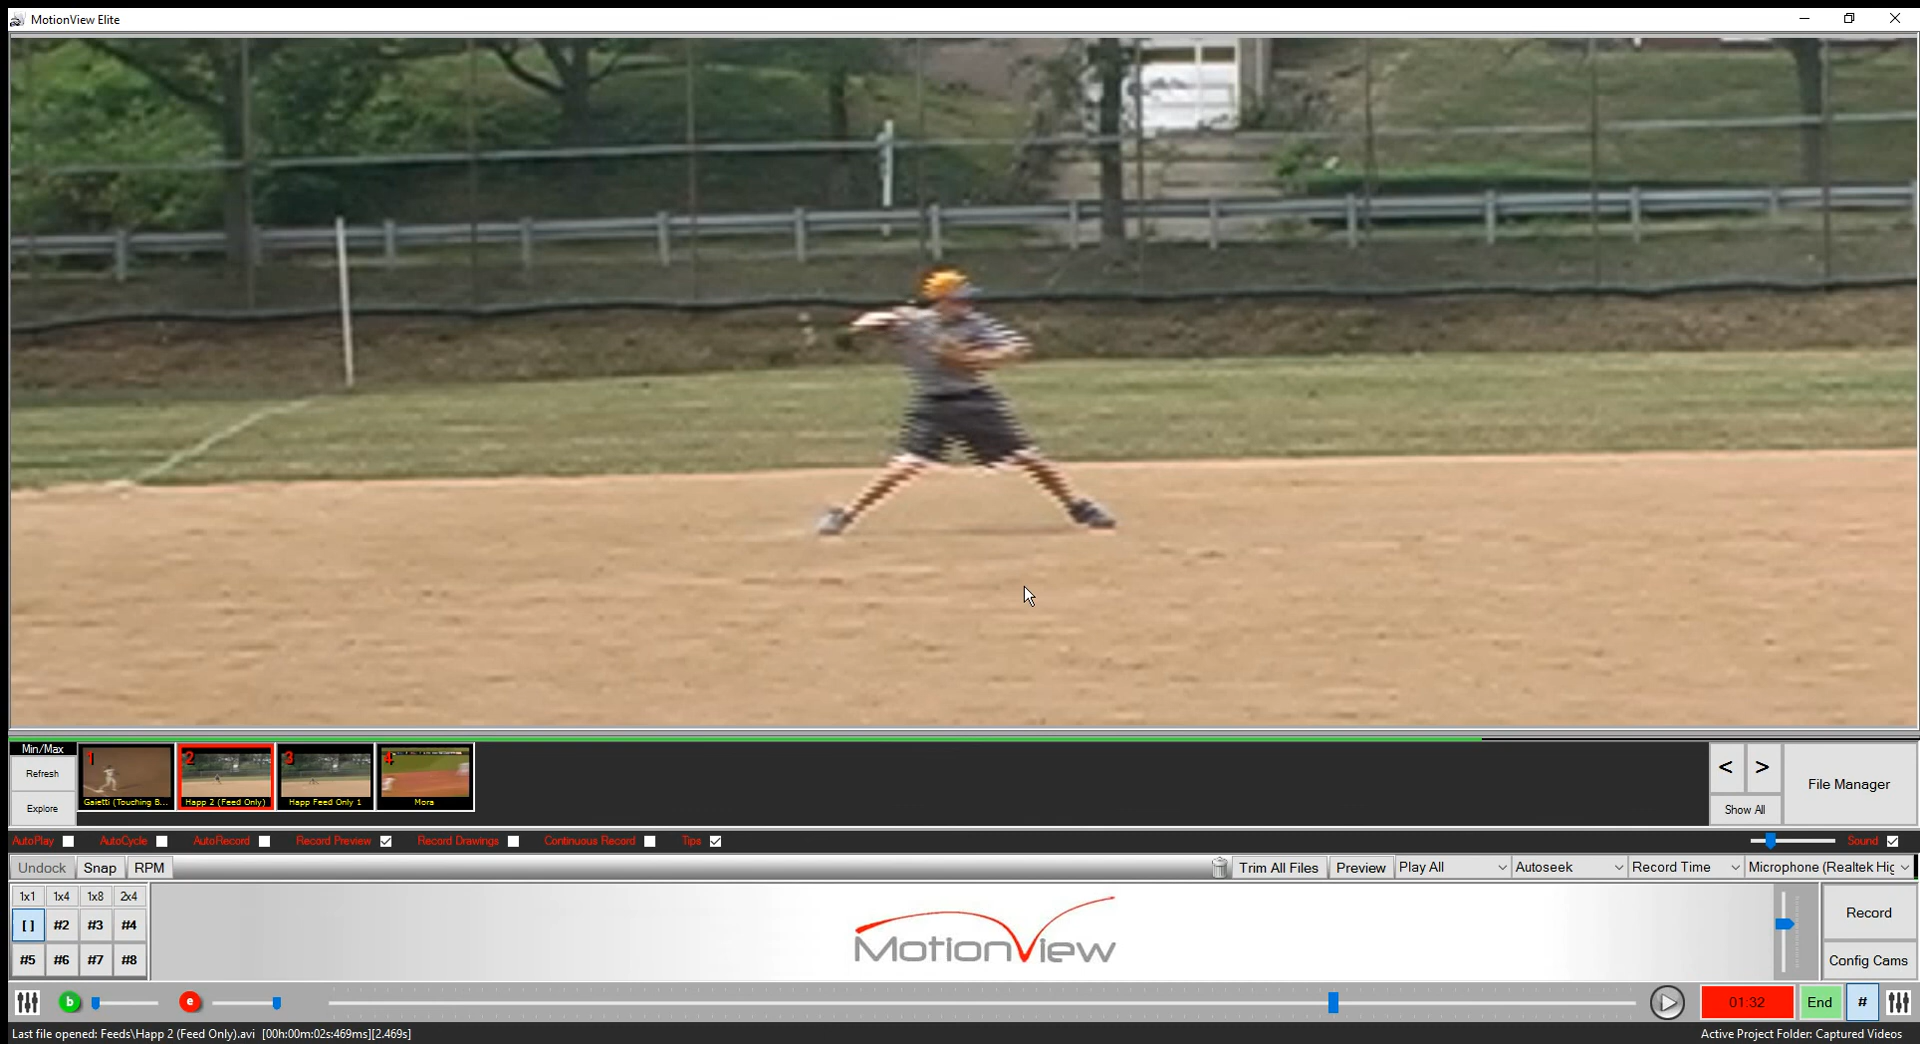 MotionView Elite
Min/Max
Refresh
Explore
1
Gaietti (Touching B...
2
Happ 2 (Feed Only)
3
Happ Feed Only 1
4
Mora
<
>
Show All
File Manager
AutoPlay
AutoCycle
AutoRecord
Record Preview
Record Drawings
Continuous Record
Tips
Sound
Undock
Snap
RPM
Trim All Files
Preview
Play All
Autoseek
Record Time
Microphone (Realtek Hig
1x1
1x4
1x8
2x4
[ ]
#2
#3
#4
#5
#6
#7
#8
MotionView
Record
Config Cams
b
e
01:32
End
#
Last file opened: Feeds\Happ 2 (Feed Only).avi [00h:00m:02s:469ms][2.469s]
Active Project Folder: Captured Videos